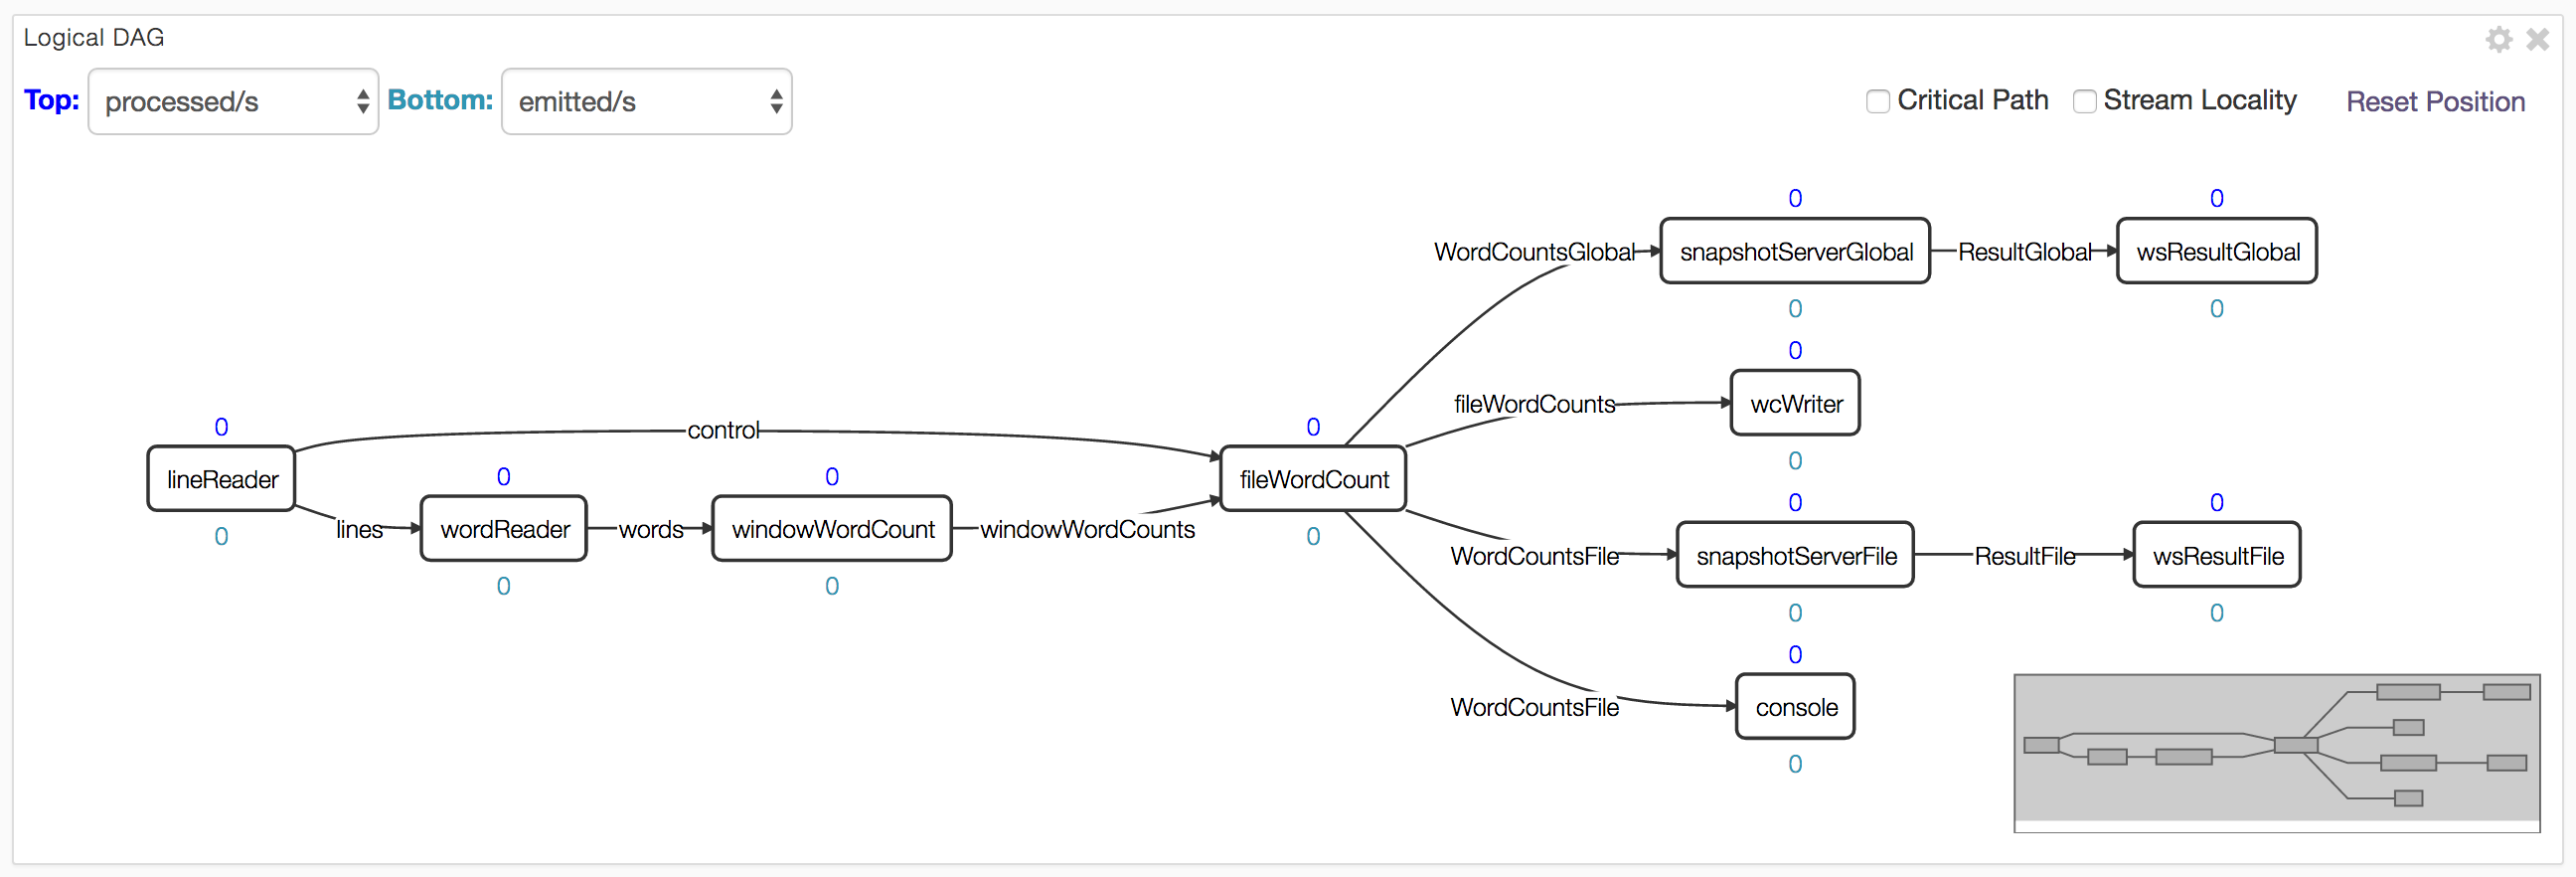 Logical DAG
Top: processed/s Bottom: emitted/s Critical Path Stream Locality Reset Position
0 0
WordCountsGlobal snapshotServerGlobal ResultGlobal wsResultGlobal
0 0
0
fileWordCounts wcWriter
0
0 control 0
lineReader fileWordCount
0 0
0 0
lines wordReader words windowWordCount windowWordCounts
0 0
0 0
WordCountsFile snapshotServerFile ResultFile wsResultFile
0 0
0
WordCountsFile console
0